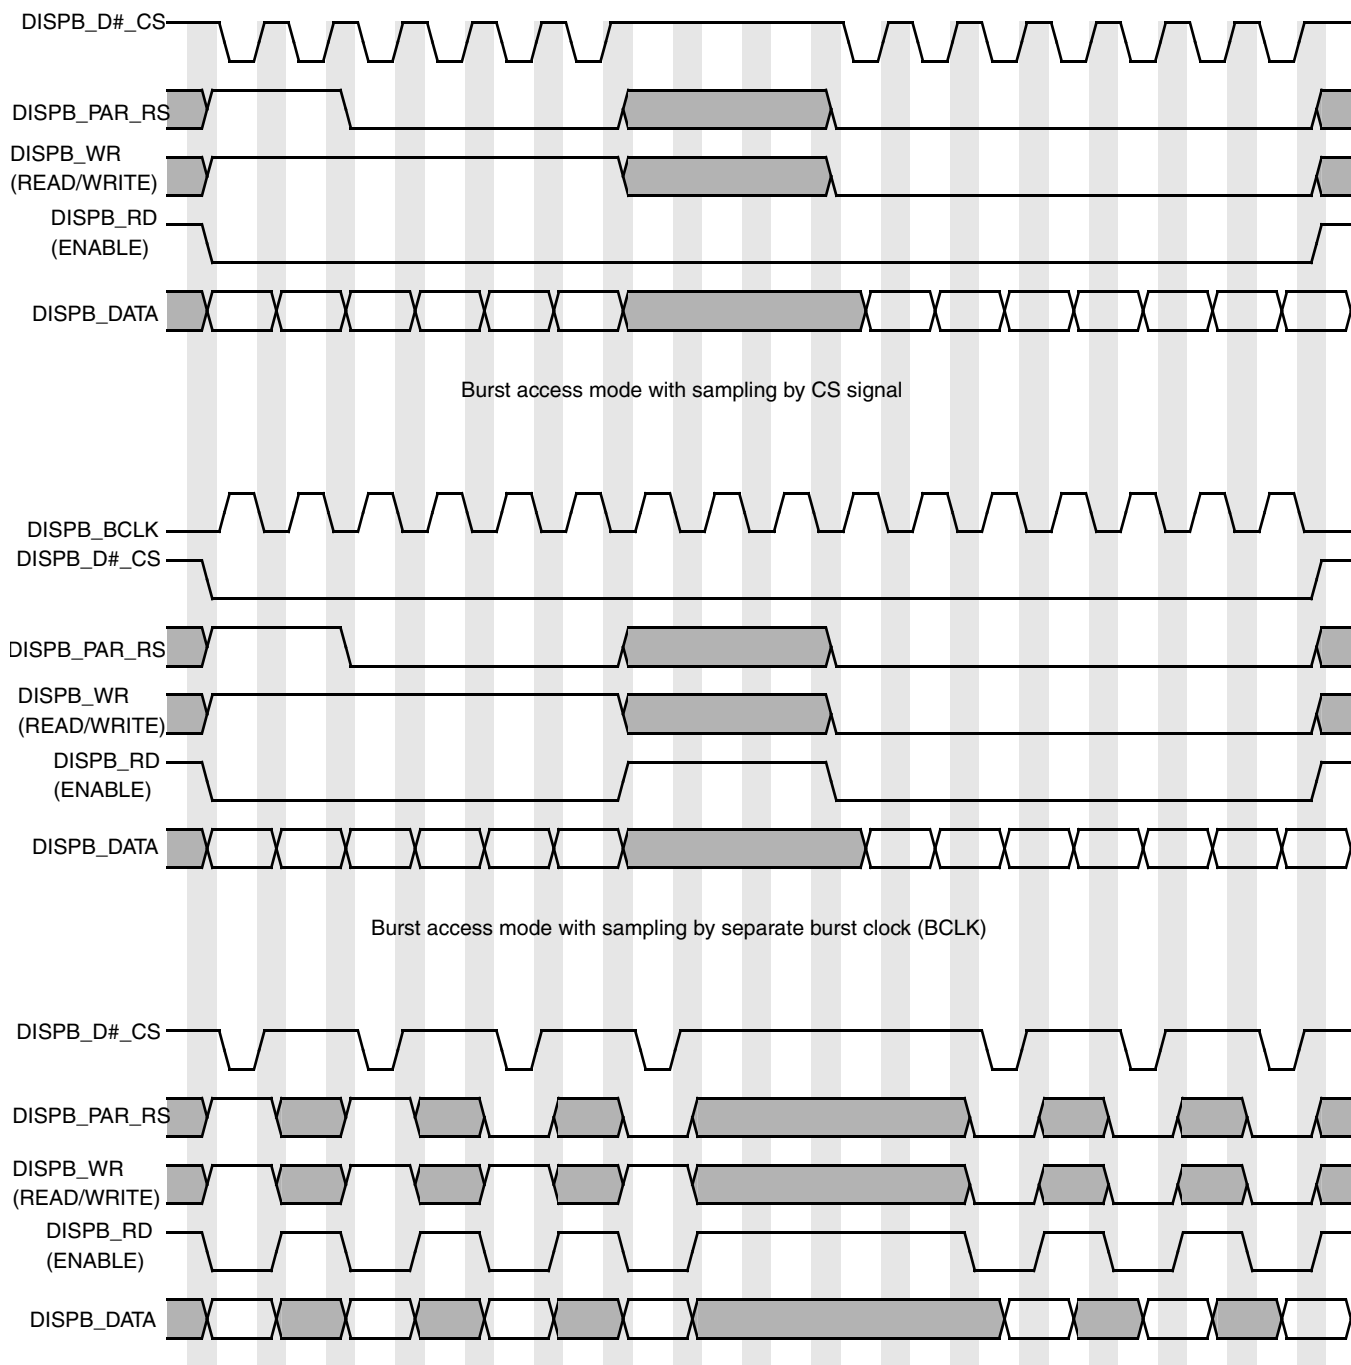 DISPB_D#_CS
DISPB_PAR_RS
DISPB_WR
(READ/WRITE)
DISPB_RD
(ENABLE)
DISPB_DATA
Burst access mode with sampling by CS signal
DISPB_BCLK
DISPB_D#_CS
DISPB_PAR_RS
DISPB_WR
(READ/WRITE)
DISPB_RD
(ENABLE)
DISPB_DATA
Burst access mode with sampling by separate burst clock (BCLK)
DISPB_D#_CS
DISPB_PAR_RS
DISPB_WR
(READ/WRITE)
DISPB_RD
(ENABLE)
DISPB_DATA